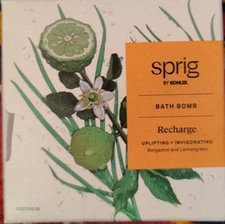 sprig
BY KOHLER.
BATH BOMB
Recharge
UPLIFTING + INVIGORATING
Bergamot and Lemongrass